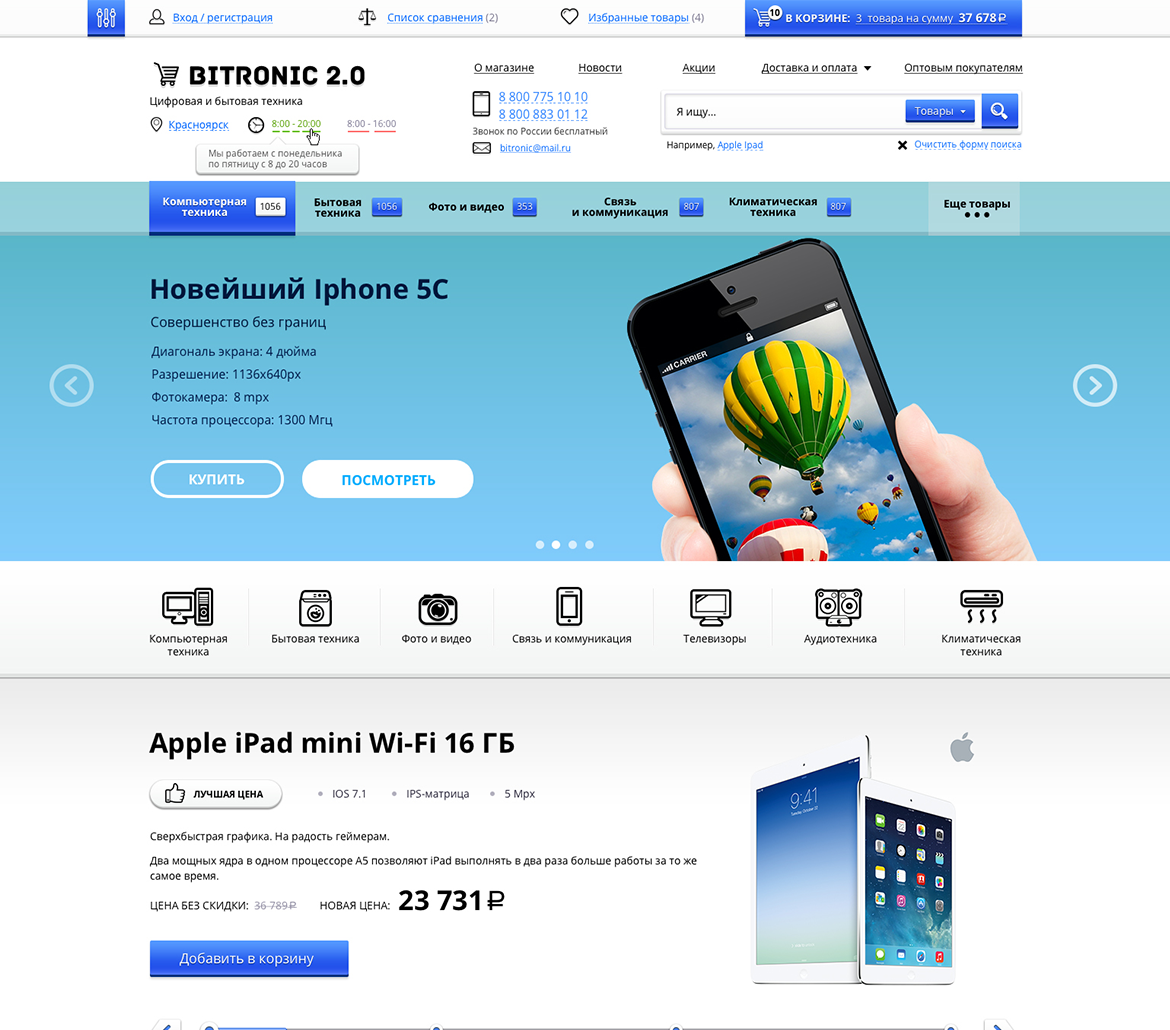 Вход / регистрация
Список сравнения (2)
Избранные товары (4)
10
В КОРЗИНЕ: 3 товара на сумму 37 678 ₽
BITRONIC 2.0
Цифровая и бытовая техника
Красноярск
8:00 - 20:00
8:00 - 16:00
Мы работаем с понедельника
по пятницу с 8 до 20 часов
О магазине
Новости
Акции
Доставка и оплата
Оптовым покупателям
8 800 775 10 10
8 800 883 01 12
Звонок по России бесплатный
bitronic@mail.ru
Я ищу...
Товары
Например, Apple Ipad
Очистить форму поиска
Компьютерная
техника
1056
Бытовая
техника
1056
Фото и видео
353
Связь
и коммуникация
807
Климатическая
техника
807
Еще товары
Новейший Iphone 5C
Совершенство без границ
Диагональ экрана: 4 дюйма
Разрешение: 1136x640px
Фотокамера: 8 mpx
Частота процессора: 1300 Мгц
КУПИТЬ
ПОСМОТРЕТЬ
CARRIER
Компьютерная
техника
Бытовая техника
Фото и видео
Связь и коммуникация
Телевизоры
Аудиотехника
Климатическая
техника
Apple iPad mini Wi-Fi 16 ГБ
ЛУЧШАЯ ЦЕНА
IOS 7.1
IPS-матрица
5 Mpx
Сверхбыстрая графика. На радость геймерам.
Два мощных ядра в одном процессоре A5 позволяют iPad выполнять в два раза больше работы за то же
самое время.
ЦЕНА БЕЗ СКИДКИ: 36 789 ₽
НОВАЯ ЦЕНА: 23 731 ₽
Добавить в корзину
9:41